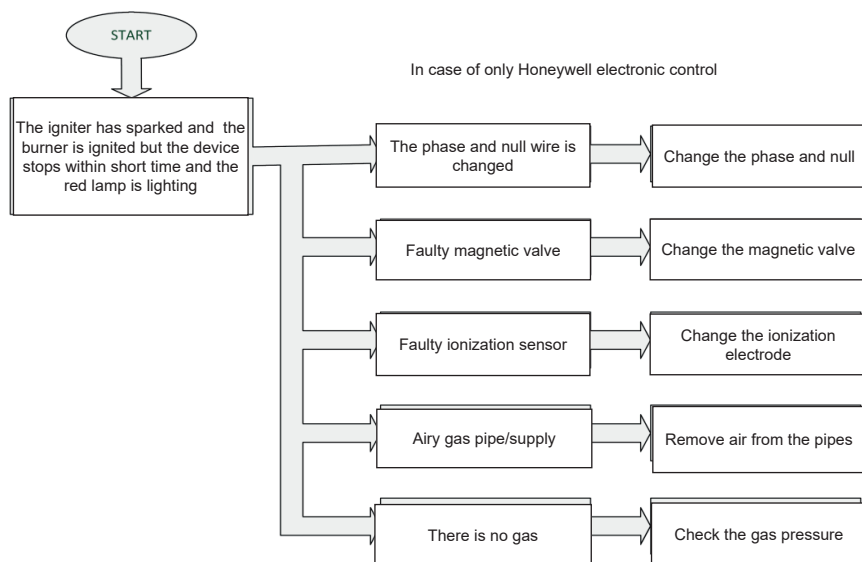 START
In case of only Honeywell electronic control
The igniter has sparked and the
burner is ignited but the device
stops within short time and the
red lamp is lighting
The phase and null wire is
changed
Change the phase and null
Faulty magnetic valve
Change the magnetic valve
Faulty ionization sensor
Change the ionization
electrode
Airy gas pipe/supply
Remove air from the pipes
There is no gas
Check the gas pressure